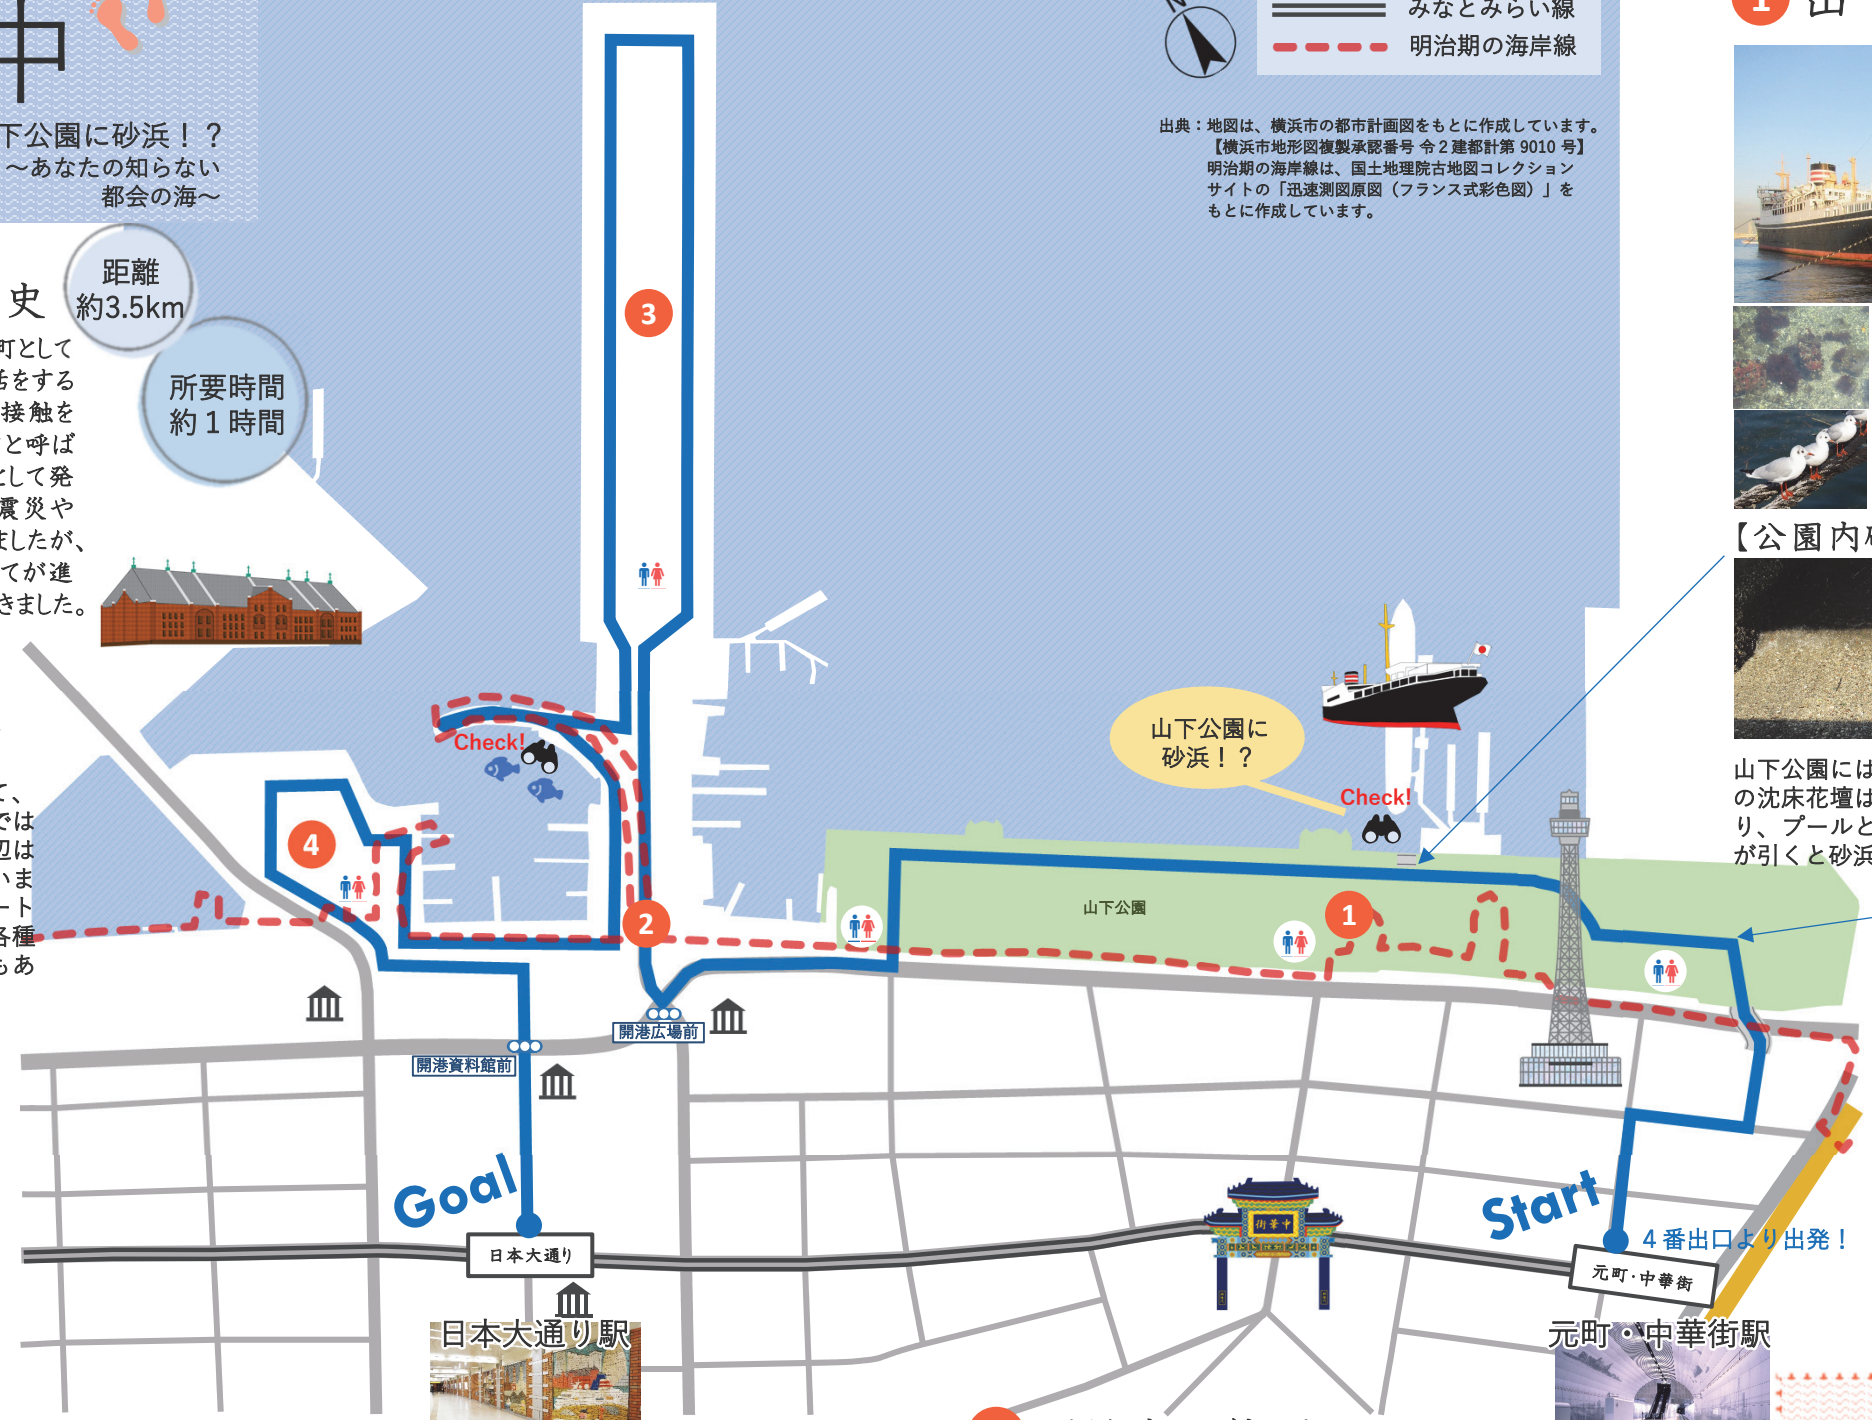 中
下公園に砂浜！？
～あなたの知らない
都会の海～
距離
約3.5km
所要時間
約１時間
史
町として
活をする
接触を
と呼ば
として発
震災や
ましたが、
てが進
きました。
て、
では
辺は
いま
ート
各種
もあ
N
みなとみらい線
明治期の海岸線
出典：地図は、横浜市の都市計画図をもとに作成しています。
【横浜市地形図複製承認番号 令２建都計第 9010 号】
明治期の海岸線は、国土地理院古地図コレクション
サイトの「迅速測図原図（フランス式彩色図）」を
もとに作成しています。
1
【公園内
山下公園には
の沈床花壇は
り、プールと
が引くと砂浜
3
Check!
4
2
山下公園に
砂浜！？
Check!
山下公園
1
開港広場前
開港資料館前
Goal
日本大通り
日本大通り駅
中華街
Start
４番出口より出発！
元町･中華街
元町・中華街駅